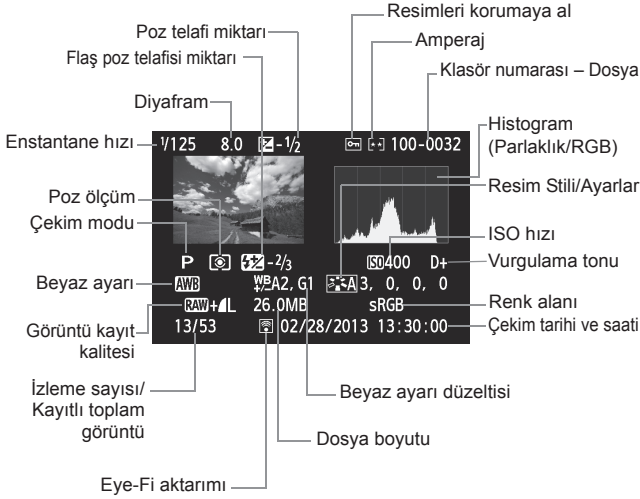 Poz telafi miktarı
Flaş poz telafisi miktarı
Diyafram
Enstantane hızı
Resimleri korumaya al
Amperaj
Klasör numarası – Dosya
Histogram
(Parlaklık/RGB)
Resim Stili/Ayarlar
ISO hızı
Vurgulama tonu
Renk alanı
Çekim tarihi ve saati
Poz ölçüm
Çekim modu
Beyaz ayarı
Görüntü kayıt
kalitesi
İzleme sayısı/
Kayıtlı toplam
görüntü
Eye-Fi aktarımı
Dosya boyutu
Beyaz ayarı düzeltisi
1/125 8.0 -1/2 100-0032
P -2/3 ISO 400 D+
AWB WB+/- A2, G1 A 3, 0, 0, 0
RAW+L 26.0MB sRGB
13/53 02/28/2013 13:30:00